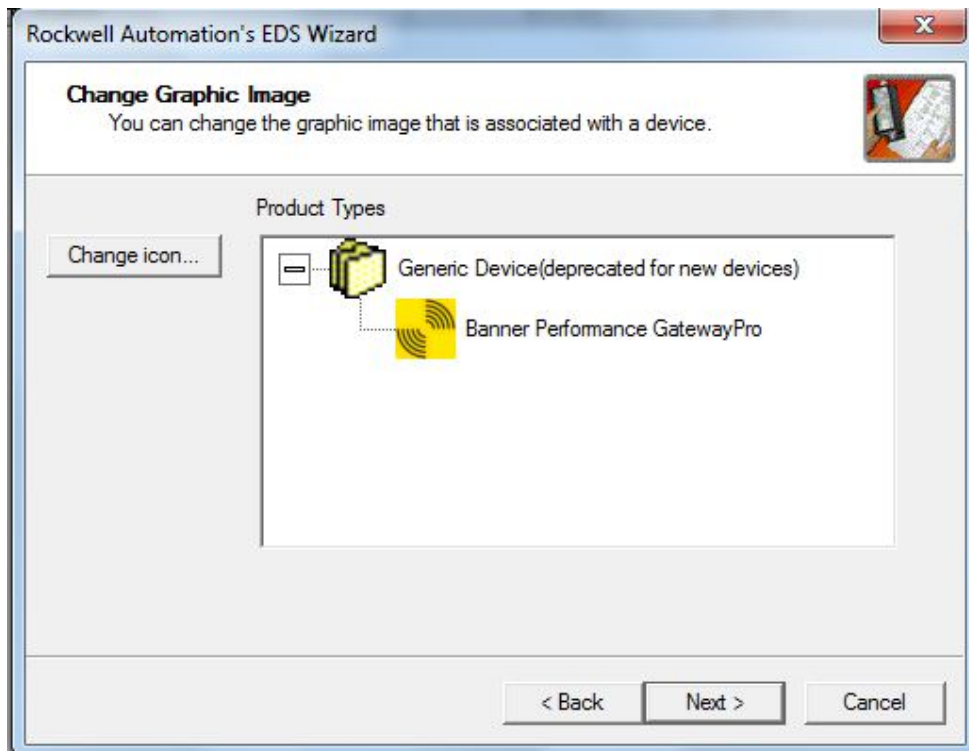 Rockwell Automation's EDS Wizard
Change Graphic Image
You can change the graphic image that is associated with a device.
Product Types
Change icon...
Generic Device(deprecated for new devices)
Banner Performance GatewayPro
< Back
Next >
Cancel